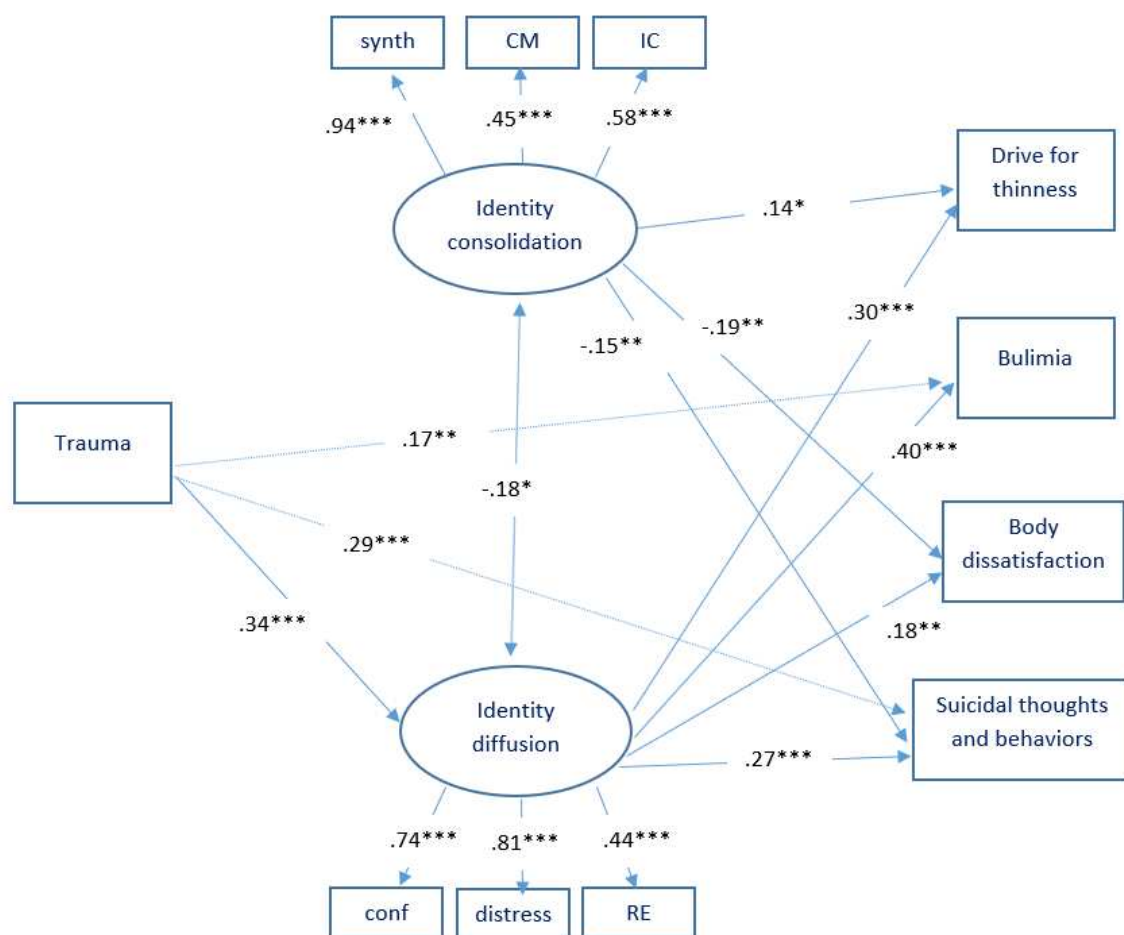 synth
CM
IC
.94***
.45***
.58***
Drive for
thinness
.14*
Identity
consolidation
.30***
-.19**
-.15**
Bulimia
Trauma
.17**
.40***
-.18*
.29***
Body
dissatisfaction
.34***
.18**
Identity
diffusion
Suicidal thoughts
and behaviors
.27***
.74***
.81***
.44***
conf
distress
RE